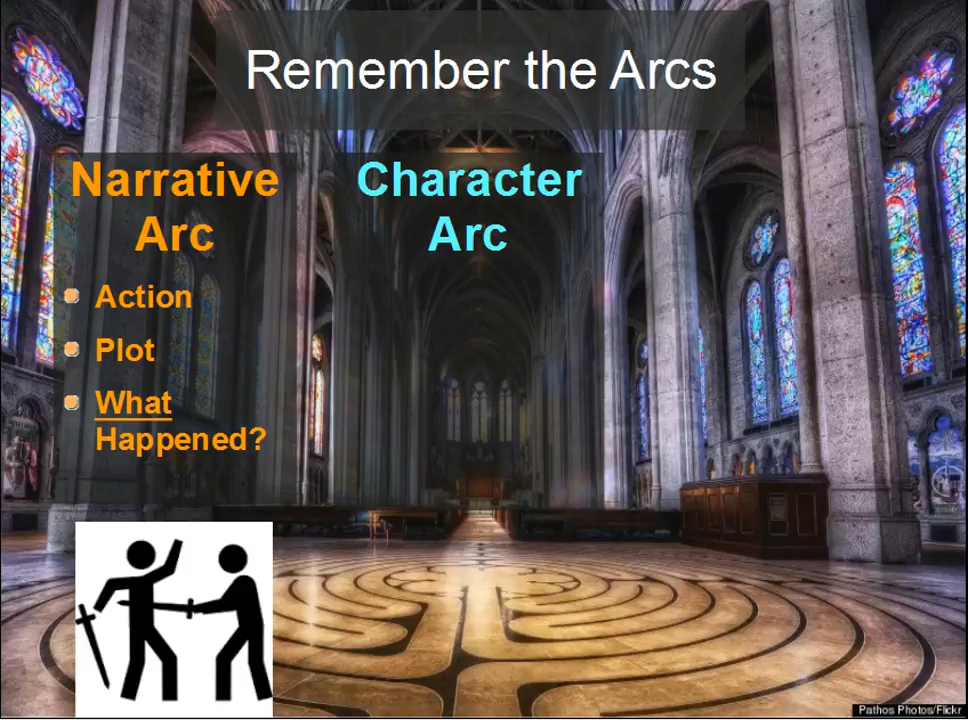 Remember the Arcs
Narrative
Arc
Action
Plot
What
Happened?
Character
Arc
Pathos Photos/Flickr